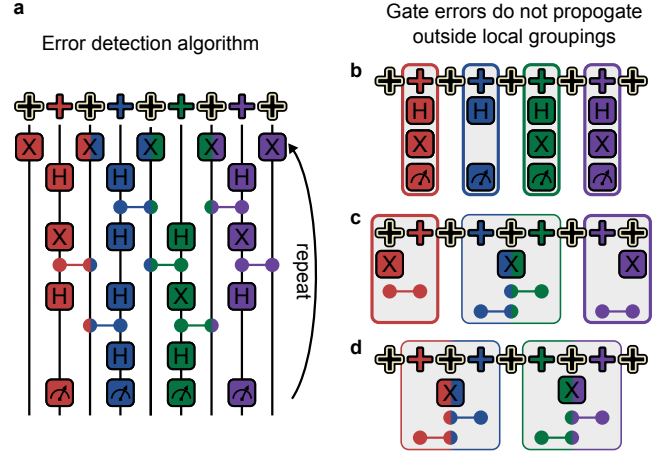 a
Error detection algorithm
X X X X X
H H H
X H H X
H H X H
H H
repeat
Gate errors do not propogate
outside local groupings
b
H H H H
X X X
c
X X X
d
X X